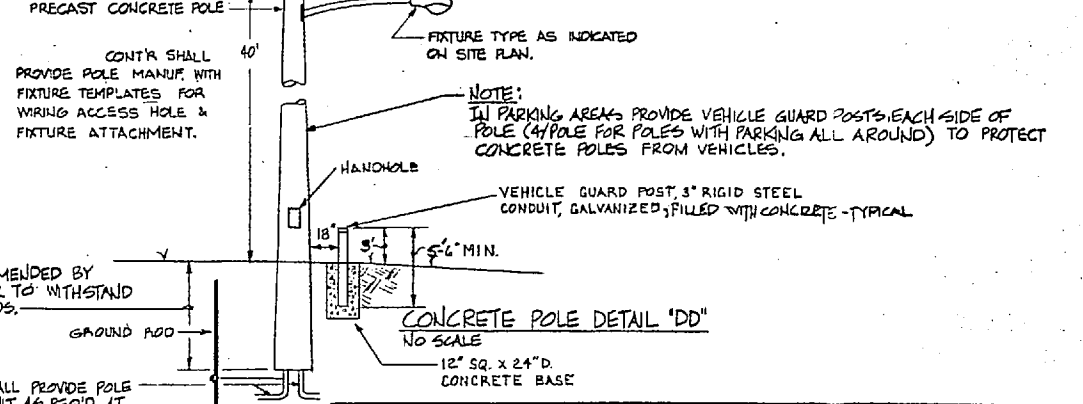 PRECAST CONCRETE POLE
40'
FIXTURE TYPE AS INDICATED
ON SITE PLAN.
CONT'R SHALL
PROVIDE POLE MANUF. WITH
FIXTURE TEMPLATES FOR
WIRING ACCESS HOLE &
FIXTURE ATTACHMENT.
NOTE:
IN PARKING AREAS PROVIDE VEHICLE GUARD POSTS, EACH SIDE OF
POLE (4/POLE FOR POLES WITH PARKING ALL AROUND) TO PROTECT
CONCRETE POLES FROM VEHICLES.
HANDHOLE
VEHICLE GUARD POST, 3" RIGID STEEL
CONDUIT, GALVANIZED, FILLED WITH CONCRETE - TYPICAL
18"
3'
5'-6" MIN.
MENDED BY
TO WITHSTAND
GROUND ROD
CONCRETE POLE DETAIL "DD"
NO SCALE
12" SQ. x 24" D.
CONCRETE BASE
ALL PROVIDE POLE
AS REQ'D AT